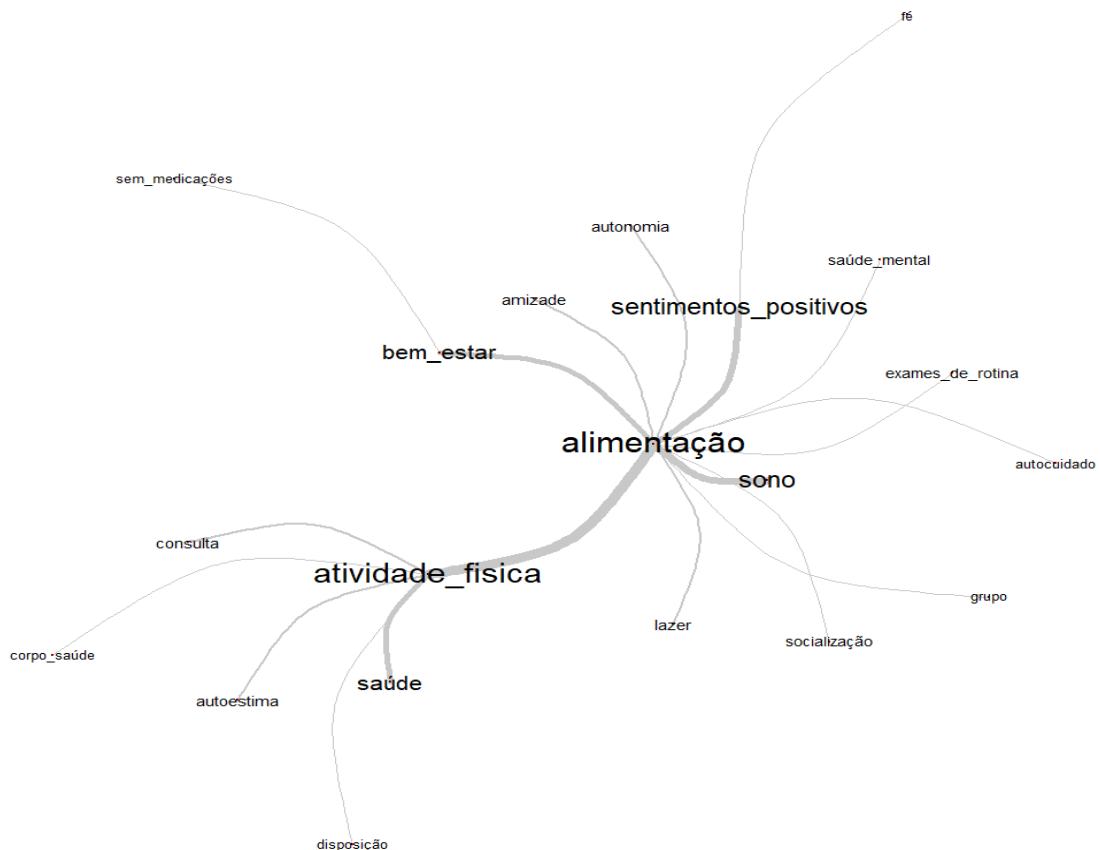 fé
sem_medicações
autonomia
saúde_mental
amizade
sentimentos_positivos
bem_estar
exames_de_rotina
alimentação
autocuidado
sono
consulta
atividade_fisica
grupo
lazer
socialização
corpo_saúde
saúde
autoestima
disposição